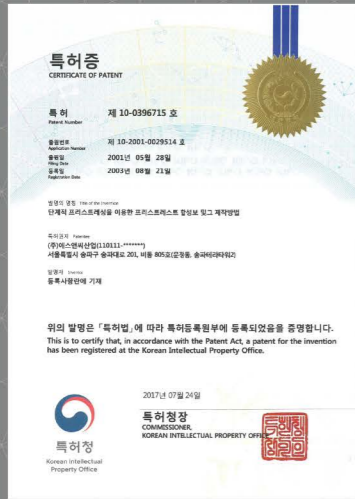 특허증
CERTIFICATE OF PATENT
특 허 제 10-0396715 호
Patent Number
출원번호 제 10-2001-0029514 호
Application Number
출원일 2001년 05월 28일
Filing Date
등록일 2003년 08월 21일
Registration Date
발명의 명칭 Title of the Invention
단계적 프리스트레싱을 이용한 프리스트레스트 합성보 및그 제작방법
특허권자 Patentee
(주)에스앤씨산업(110111-*******)
서울특별시 송파구 송파대로 201, 비동 805호(문정동, 송파테라타워2)
발명자 Inventor
등록사항란에 기재
위의 발명은 「특허법」에 따라 특허등록원부에 등록되었음을 증명합니다.
This is to certify that, in accordance with the Patent Act, a patent for the invention
has been registered at the Korean Intellectual Property Office.
2017년 07월 24일
특허청장
COMMISSIONER,
KOREAN INTELLECTUAL PROPERTY OFFICE
특허청
Korean Intellectual
Property Office